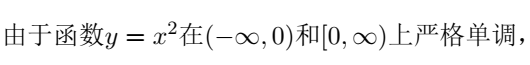 由于函数y = x²在(−∞, 0)和[0, ∞)上严格单调，